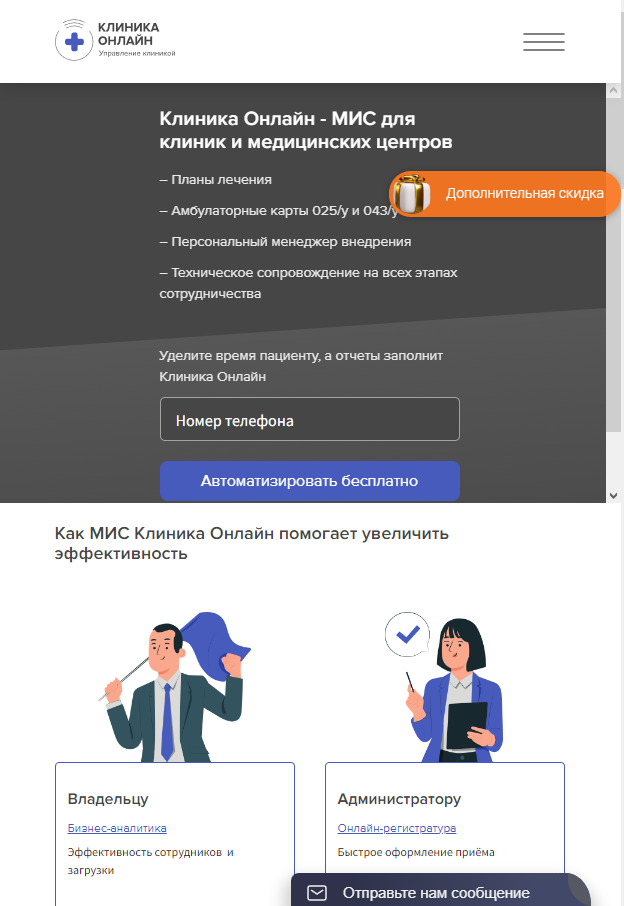 КЛИНИКА
ОНЛАЙН
Управление клиникой
Клиника Онлайн - МИС для
клиник и медицинских центров
– Планы лечения
Дополнительная скидка
– Амбулаторные карты 025/у и 043/у
– Персональный менеджер внедрения
– Техническое сопровождение на всех этапах
сотрудничества
Уделите время пациенту, а отчеты заполнит
Клиника Онлайн
Номер телефона
Автоматизировать бесплатно
Как МИС Клиника Онлайн помогает увеличить
эффективность
Владельцу
Бизнес-аналитика
Эффективность сотрудников и
загрузки
Администратору
Онлайн-регистратура
Быстрое оформление приёма
Отправьте нам сообщение